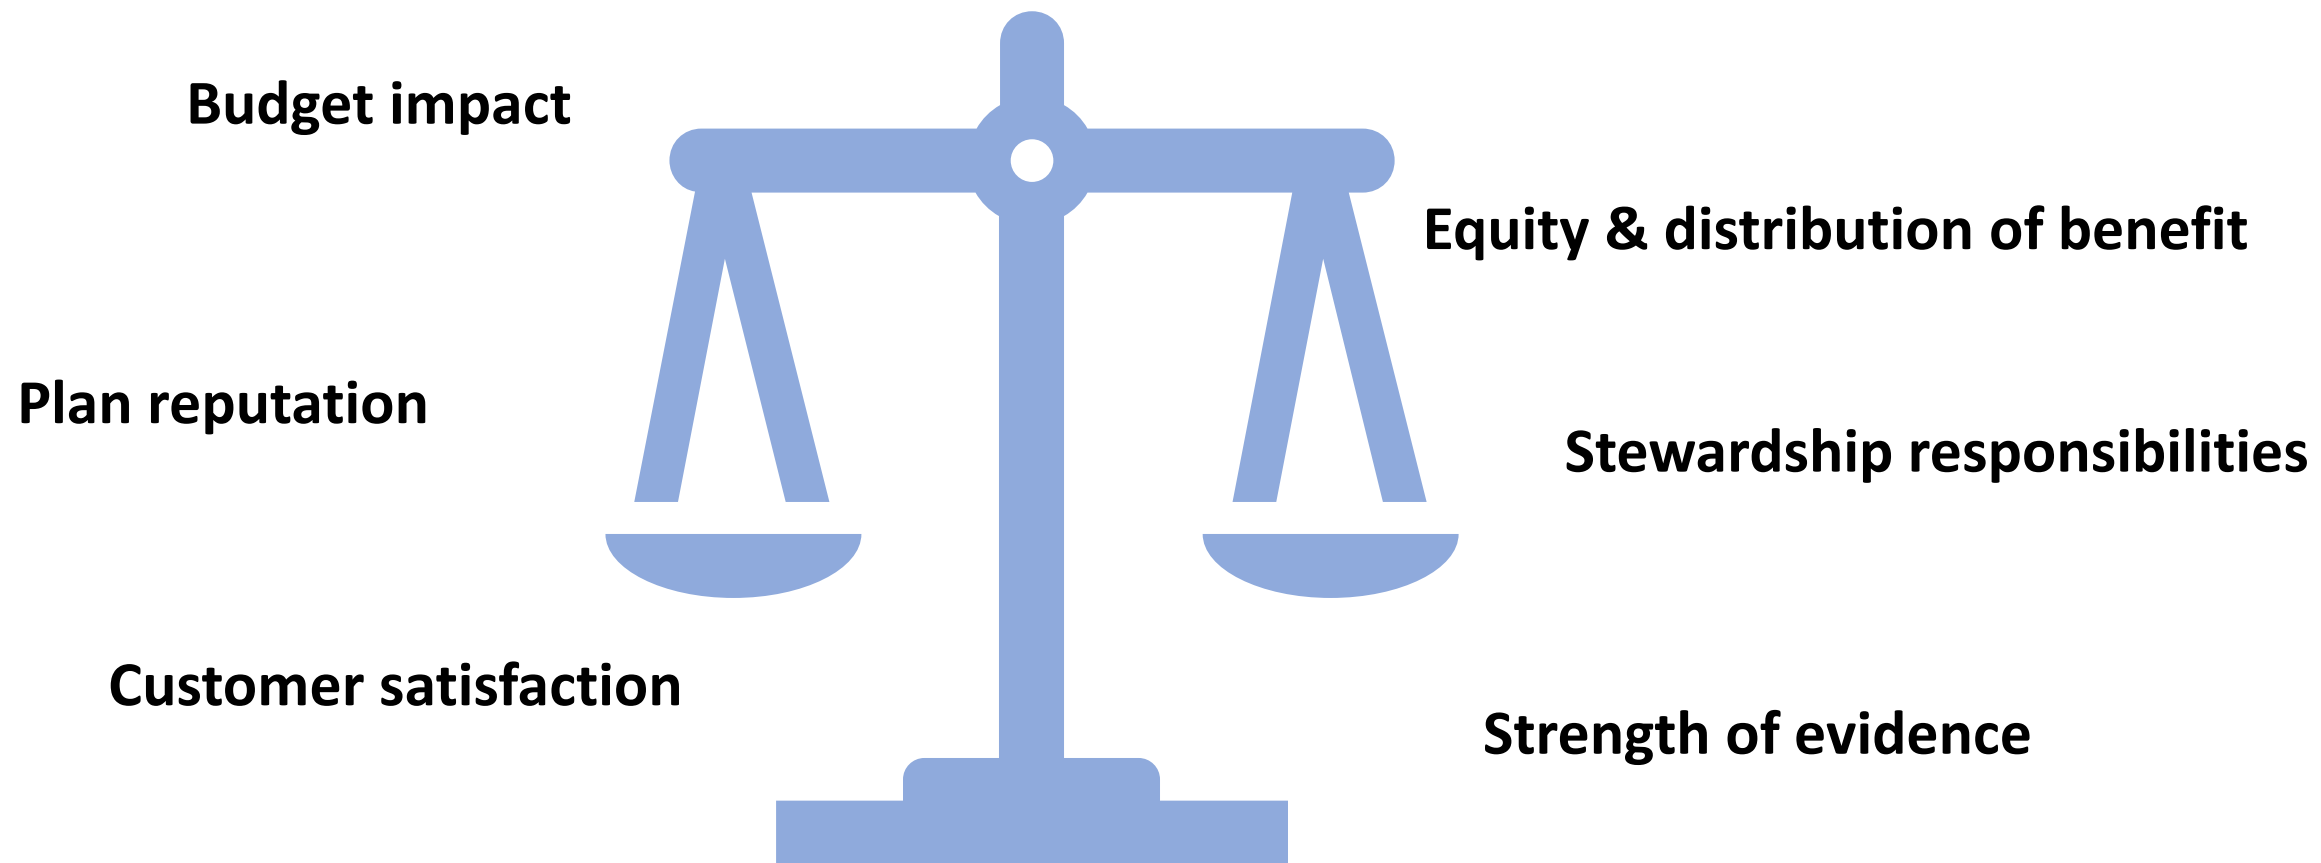 Budget impact
Plan reputation
Customer satisfaction
Equity & distribution of benefit
Stewardship responsibilities
Strength of evidence